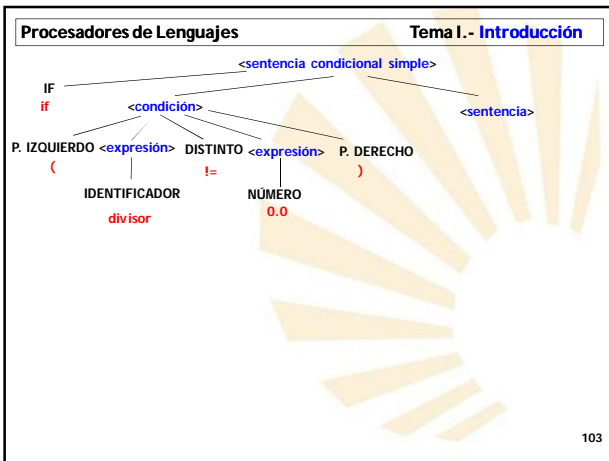 Procesadores de Lenguajes Tema I.- Introducción
<sentencia condicional simple>
IF
if
<condición> <sentencia>
P. IZQUIERDO <expresión> DISTINTO <expresión> P. DERECHO
( != )
IDENTIFICADOR NÚMERO
divisor 0.0
103